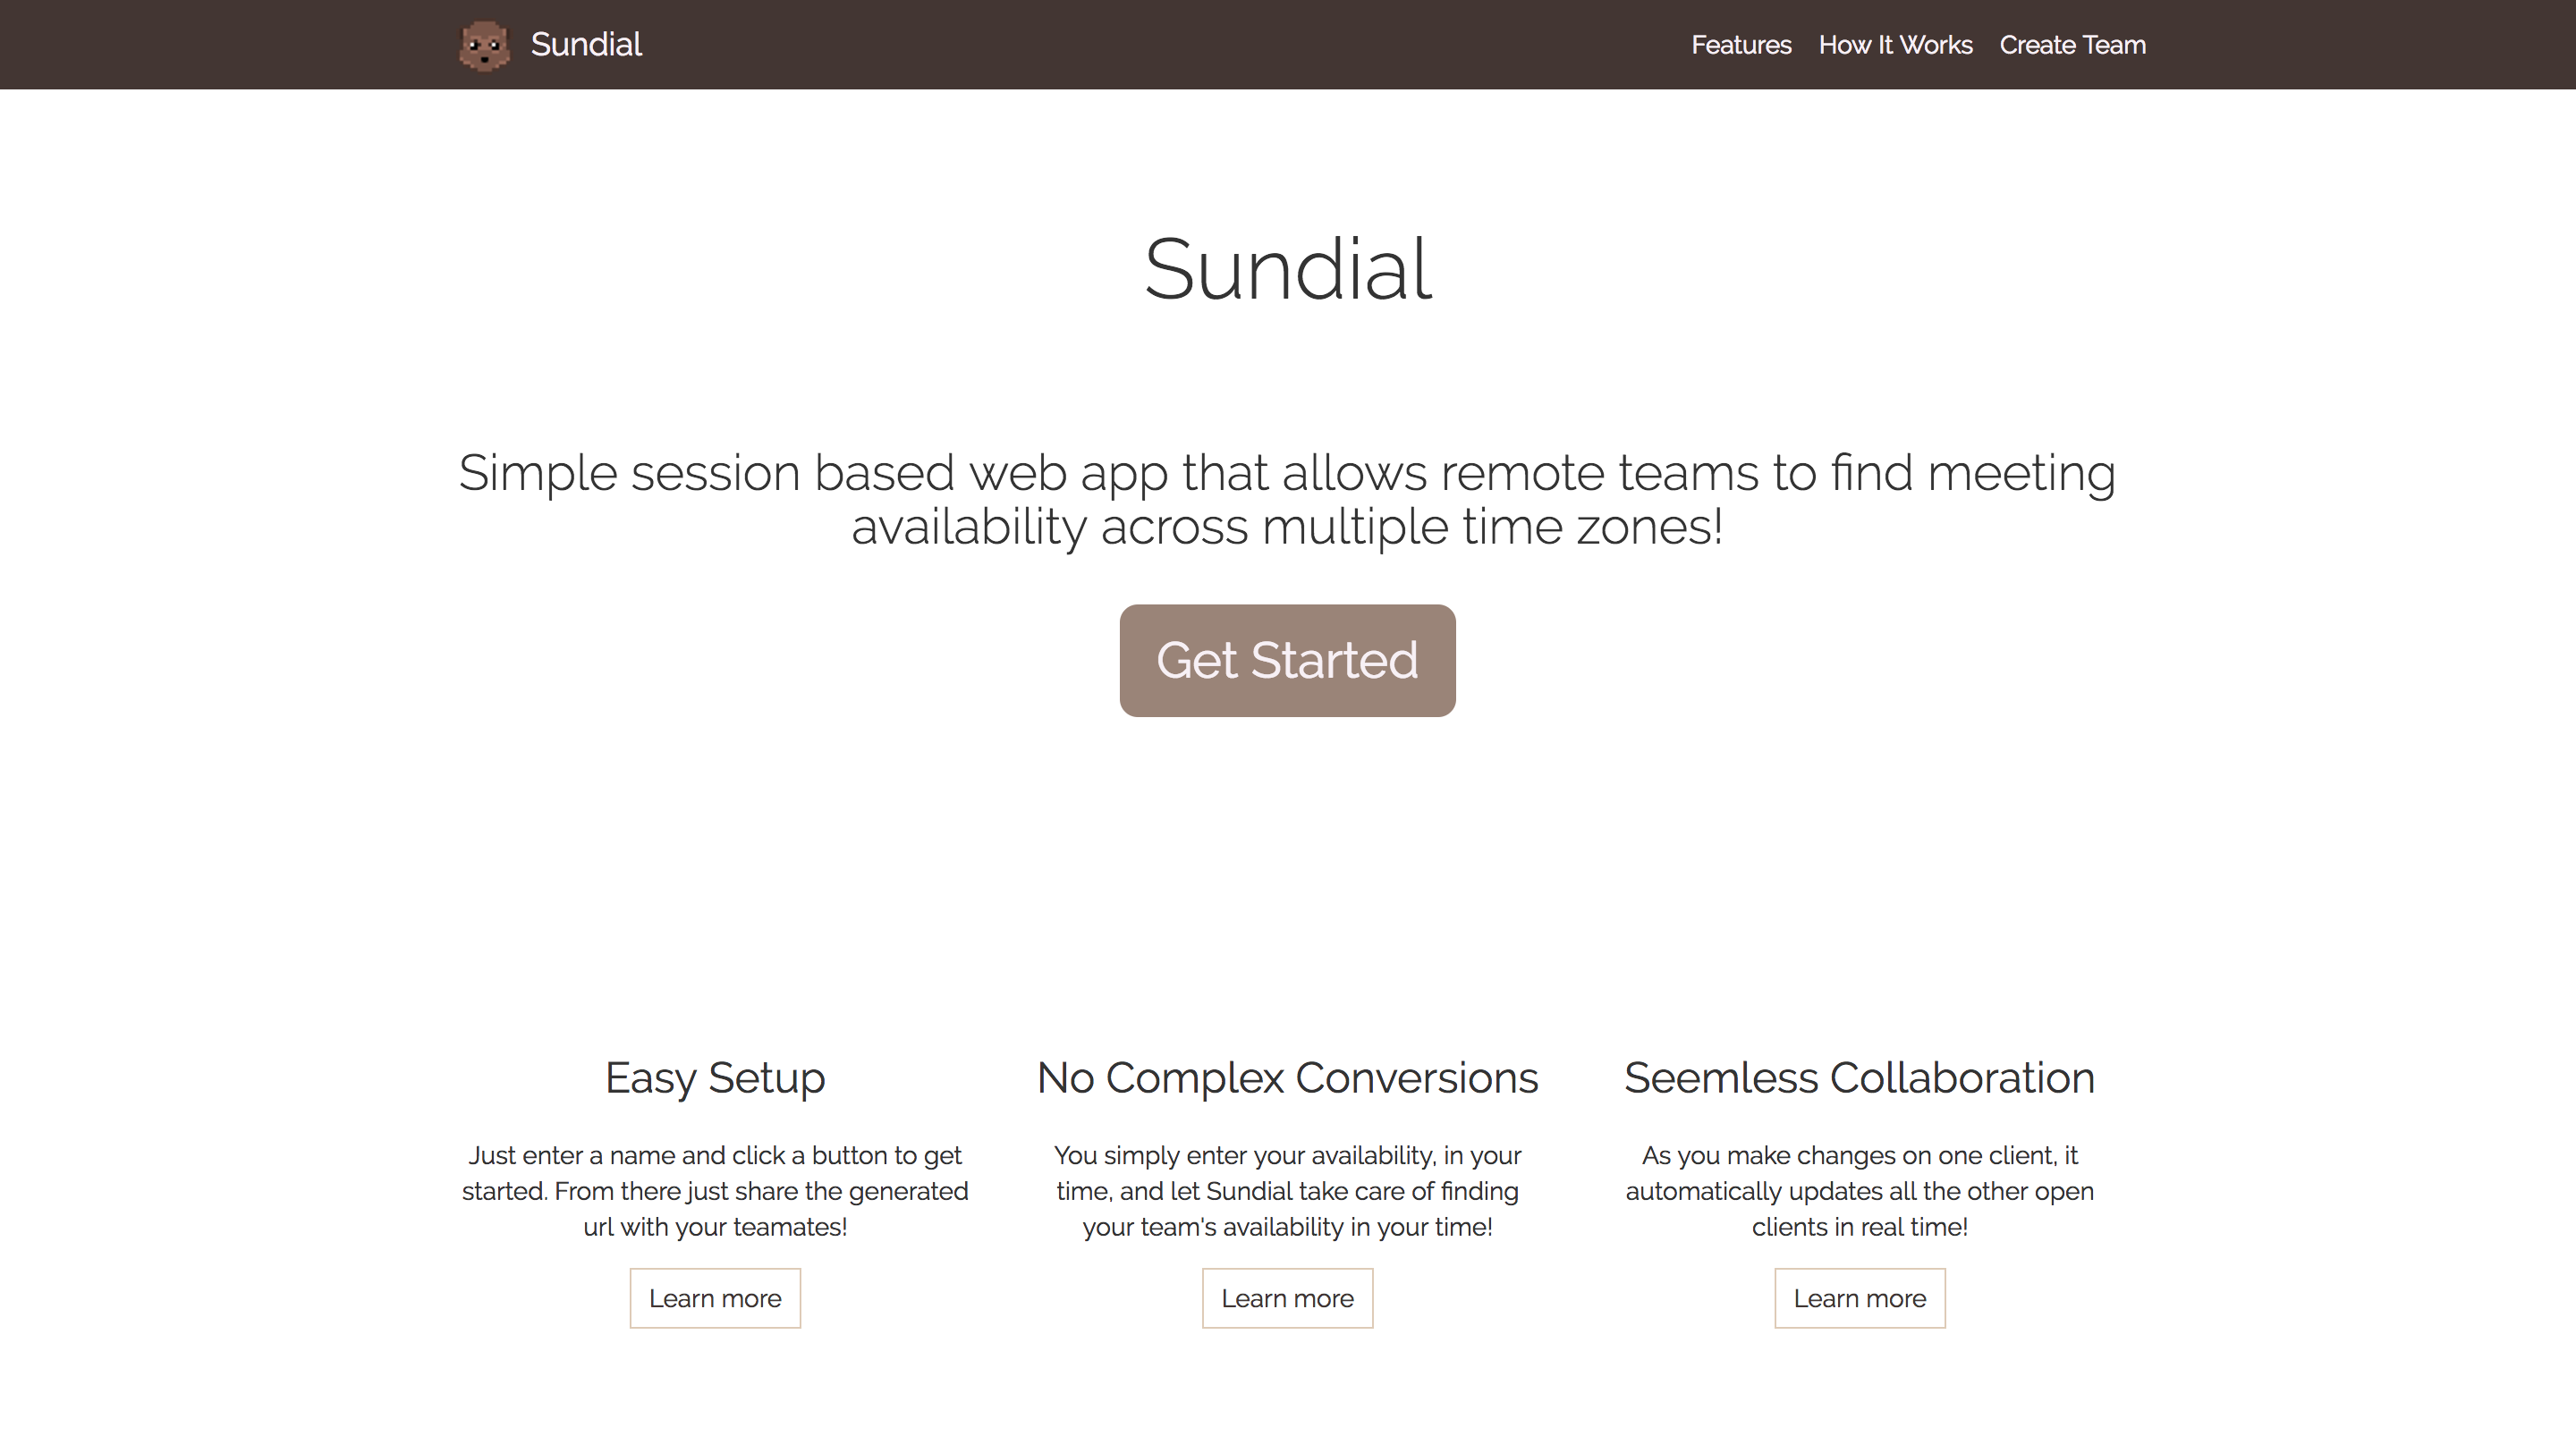 Sundial
Features How It Works Create Team
Sundial
Simple session based web app that allows remote teams to find meeting
availability across multiple time zones!
Get Started
Easy Setup
Just enter a name and click a button to get
started. From there just share the generated
url with your teamates!
Learn more
No Complex Conversions
You simply enter your availability, in your
time, and let Sundial take care of finding
your team's availability in your time!
Learn more
Seemless Collaboration
As you make changes on one client, it
automatically updates all the other open
clients in real time!
Learn more